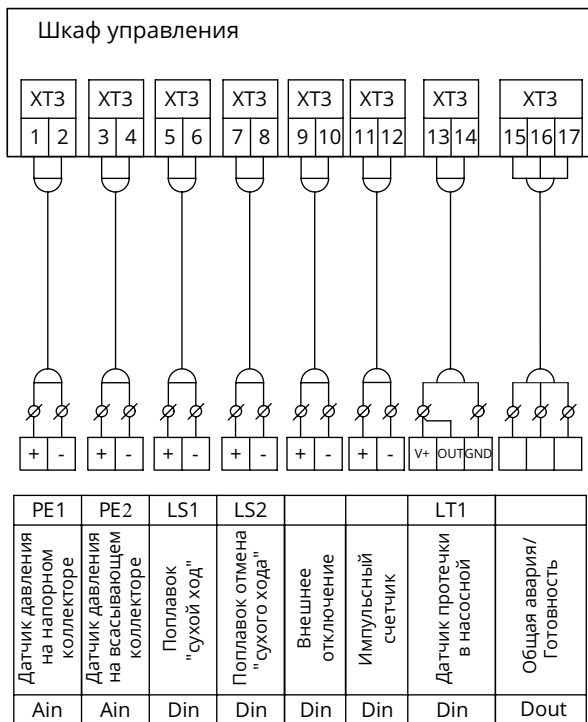 Шкаф управления
XT3 XT3 XT3 XT3 XT3 XT3 XT3 XT3
1 2 3 4 5 6 7 8 9 10 11 12 13 14 15 16 17
+ - + - + - + - + - + - V+ OUT GND
PE1 PE2 LS1 LS2 LT1
Датчик давления
на напорном
коллекторе
Датчик давления
на всасывающем
коллекторе
Поплавок
"сухой ход"
Поплавок отмена
"сухого хода"
Внешнее
отключение
Импульсный
счетчик
Датчик протечки
в насосной
Общая авария/
Готовность
Ain Ain Din Din Din Din Din Dout